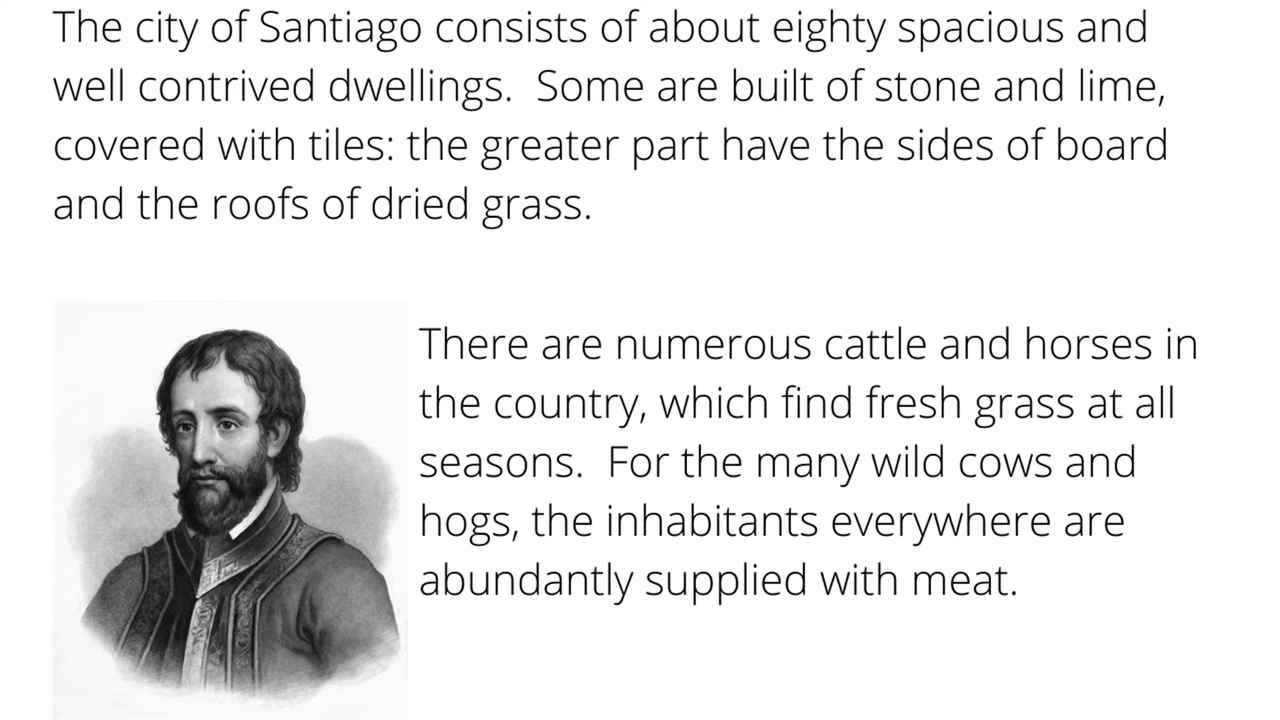 The city of Santiago consists of about eighty spacious and
well contrived dwellings.  Some are built of stone and lime,
covered with tiles: the greater part have the sides of board
and the roofs of dried grass.
There are numerous cattle and horses in
the country, which find fresh grass at all
seasons.  For the many wild cows and
hogs, the inhabitants everywhere are
abundantly supplied with meat.